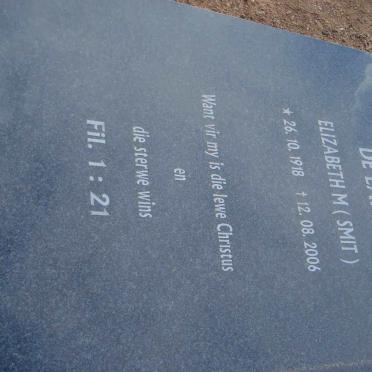 ELIZABETH M ( SMIT )
★ 26. 10. 1918 † 12. 08. 2006
Want vir my is die lewe Christus
en
die sterwe wins
Fil. 1 : 21